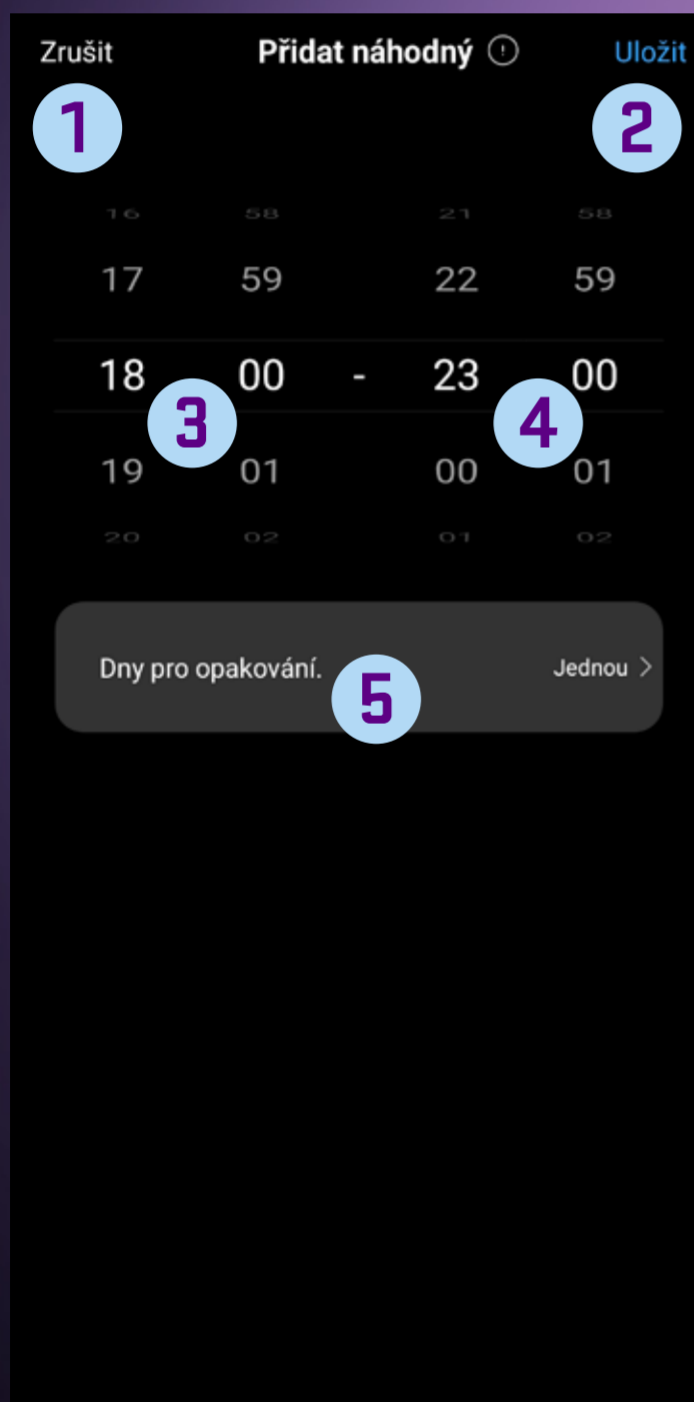 Zrušit Přidat náhodný Uložit
1 2
16 58 21 58
17 59 22 59
18 00 - 23 00
3 4
19 01 00 01
20 02 01 02
Dny pro opakování. Jednou >
5